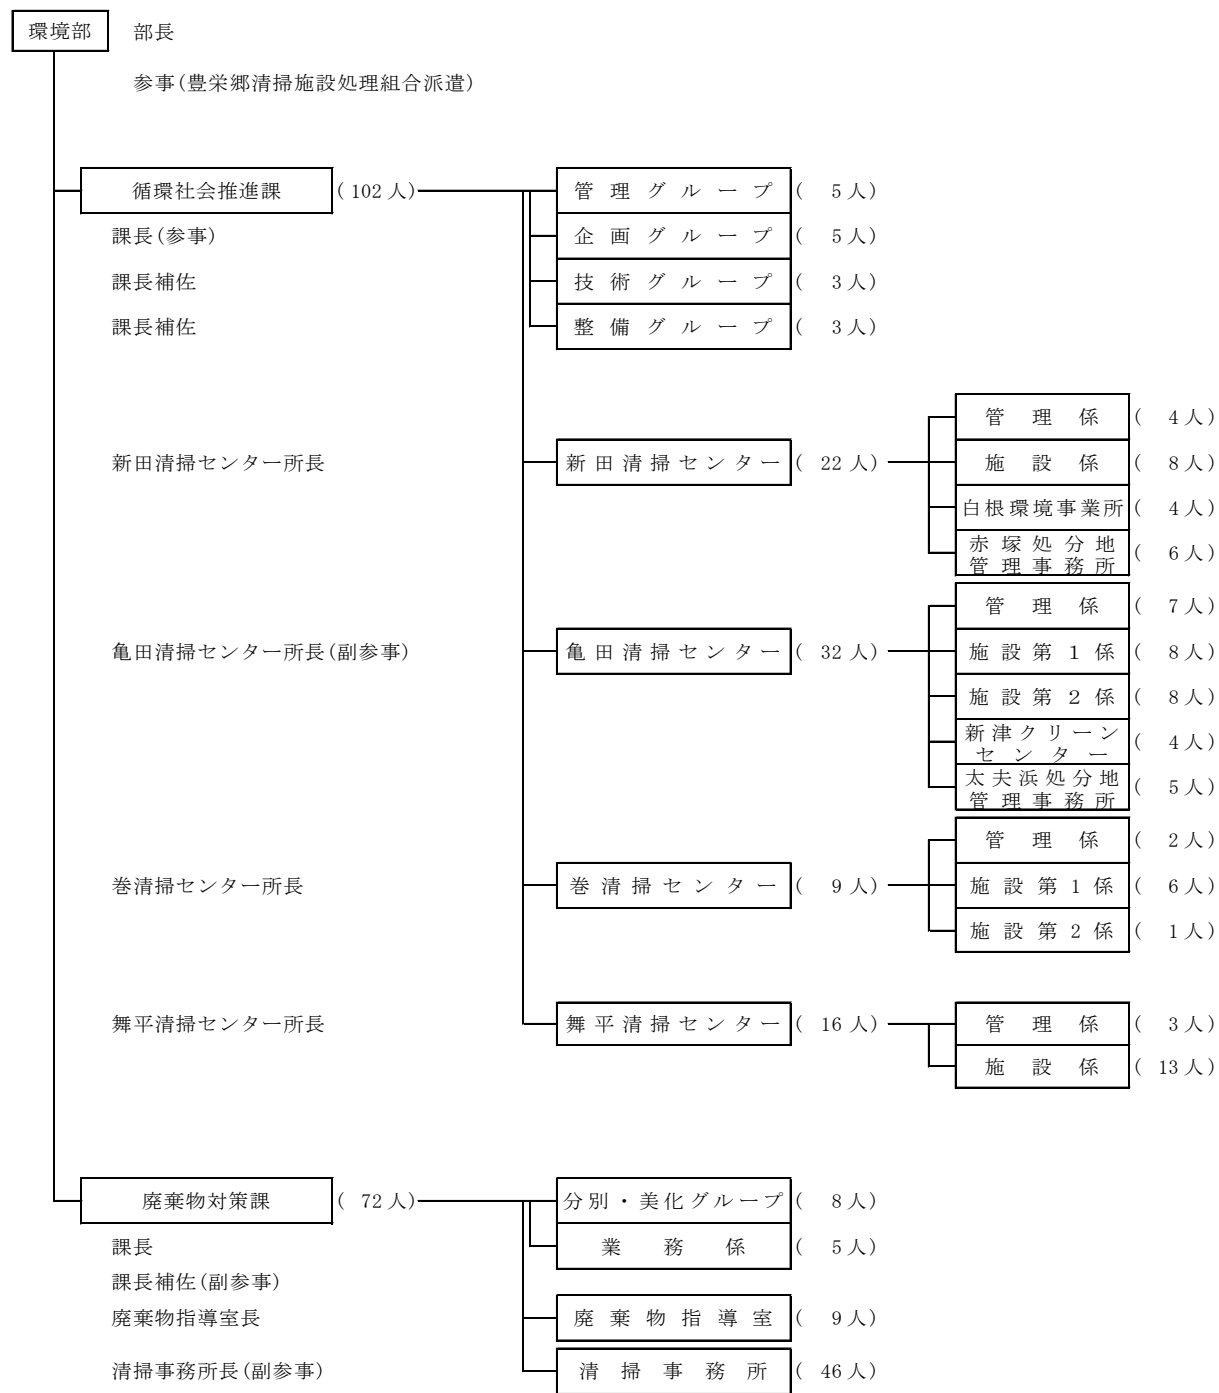 環境部 部長
参事(豊栄郷清掃施設処理組合派遣)
循環社会推進課 (102人) 管理グループ (5人)
課長(参事) 企画グループ (5人)
課長補佐 技術グループ (3人)
課長補佐 整備グループ (3人)
管理係 (4人)
新田清掃センター所長 新田清掃センター (22人) 施設係 (8人)
白根環境事業所 (4人)
赤塚処分地
管理事務所 (6人)
管理係 (7人)
亀田清掃センター所長(副参事) 亀田清掃センター (32人) 施設第1係 (8人)
施設第2係 (8人)
新津クリーン
センター (4人)
太夫浜処分地
管理事務所 (5人)
管理係 (2人)
巻清掃センター所長 巻清掃センター (9人) 施設第1係 (6人)
施設第2係 (1人)
舞平清掃センター所長 舞平清掃センター (16人) 管理係 (3人)
施設係 (13人)
廃棄物対策課 (72人) 分別・美化グループ (8人)
課長 業務係 (5人)
課長補佐(副参事)
廃棄物指導室長 廃棄物指導室 (9人)
清掃事務所長(副参事) 清掃事務所 (46人)